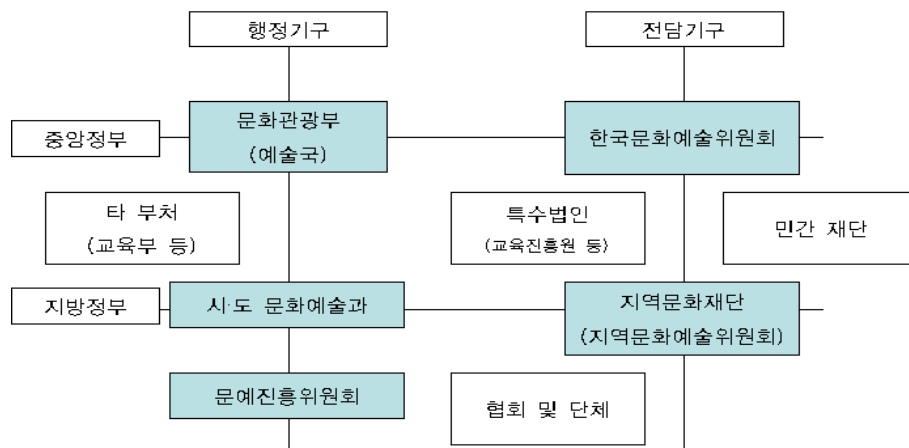 행정기구
전담기구
중앙정부
문화관광부
(예술국)
한국문화예술위원회
타 부처
(교육부 등)
특수법인
(교육진흥원 등)
민간 재단
지방정부
시·도 문화예술과
지역문화재단
(지역문화예술위원회)
문예진흥위원회
협회 및 단체